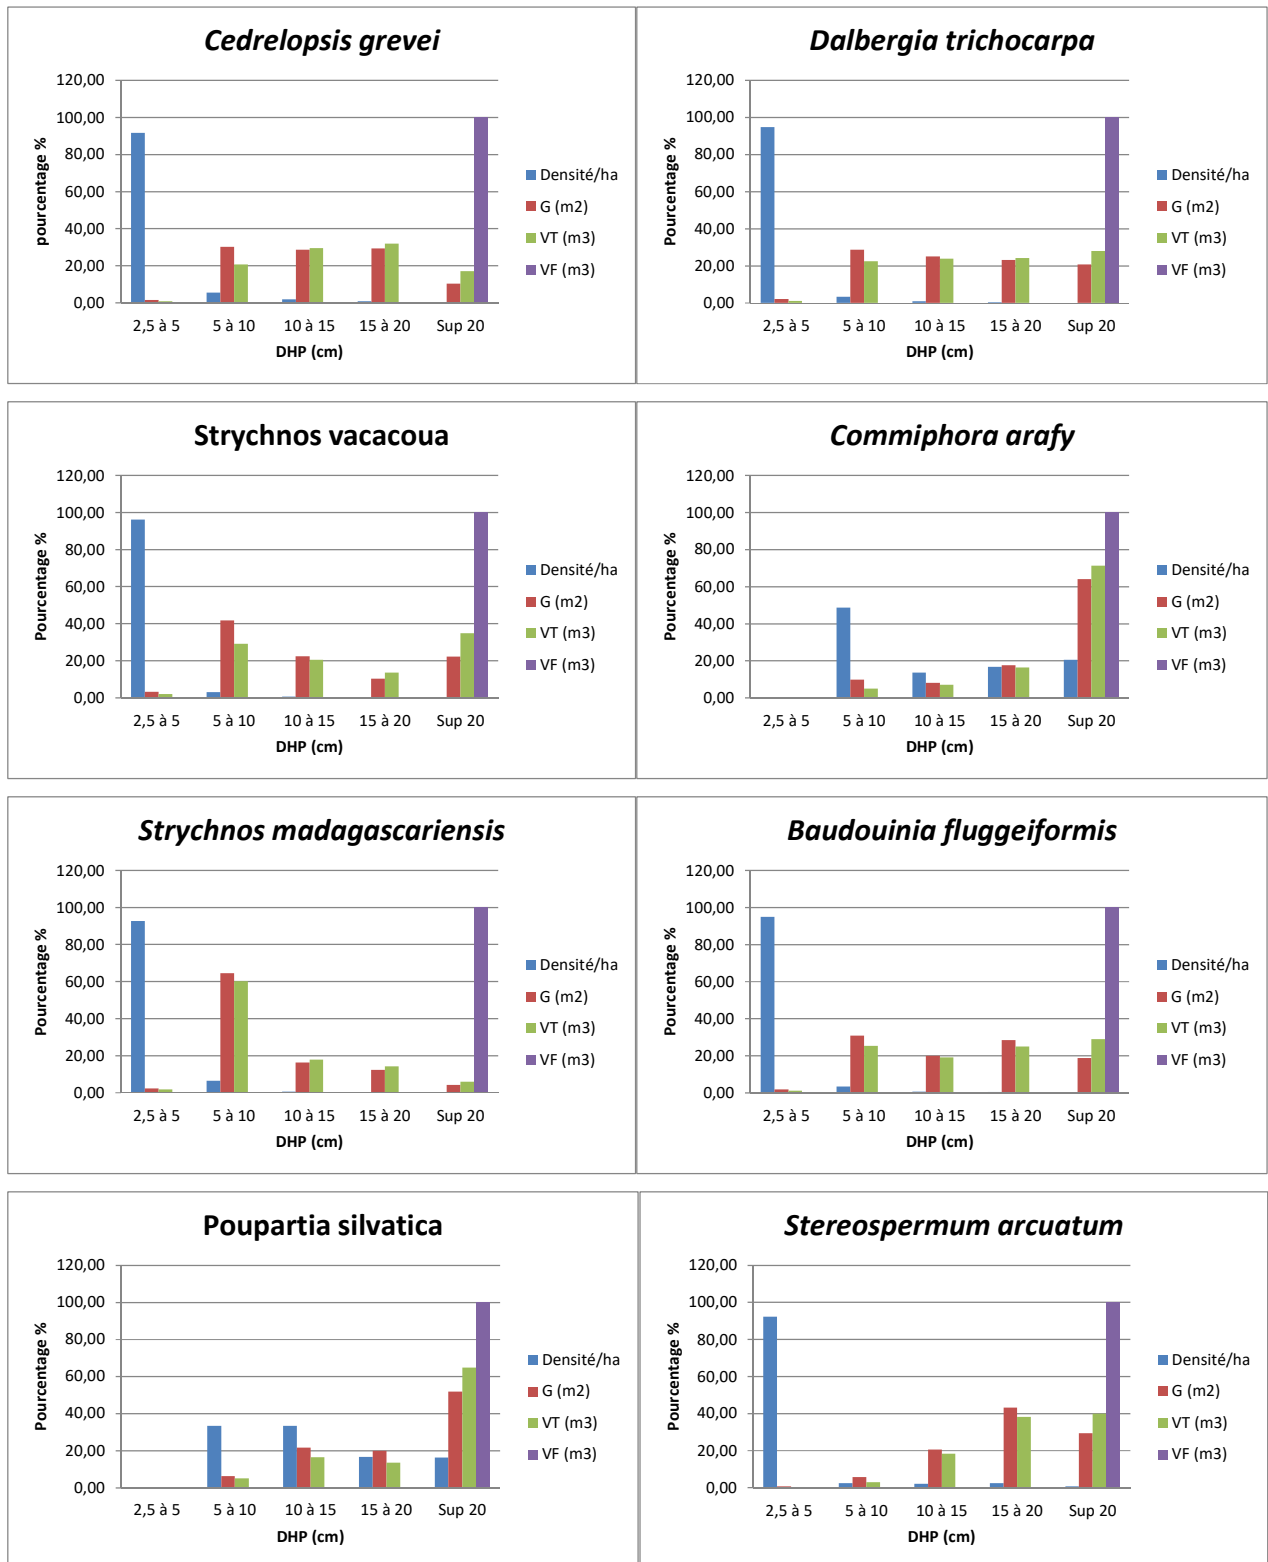 Cedrelopsis grevei
pourcentage %
120,00
100,00
80,00
60,00
40,00
20,00
0,00
2,5 à 5 5 à 10 10 à 15 15 à 20 Sup 20
DHP (cm)
Densité/ha
G (m2)
VT (m3)
VF (m3)
Dalbergia trichocarpa
Pourcentage %
120,00
100,00
80,00
60,00
40,00
20,00
0,00
2,5 à 5 5 à 10 10 à 15 15 à 20 Sup 20
DHP (cm)
Densité/ha
G (m2)
VT (m3)
VF (m3)
Strychnos vacacoua
Pourcentage %
120,00
100,00
80,00
60,00
40,00
20,00
0,00
2,5 à 5 5 à 10 10 à 15 15 à 20 Sup 20
DHP (cm)
Densité/ha
G (m2)
VT (m3)
VF (m3)
Commiphora arafy
Pourcentage %
120,00
100,00
80,00
60,00
40,00
20,00
0,00
2,5 à 5 5 à 10 10 à 15 15 à 20 Sup 20
DHP (cm)
Densité/ha
G (m2)
VT (m3)
VF (m3)
Strychnos madagascariensis
Pourcentage %
120,00
100,00
80,00
60,00
40,00
20,00
0,00
2,5 à 5 5 à 10 10 à 15 15 à 20 Sup 20
DHP (cm)
Densité/ha
G (m2)
VT (m3)
VF (m3)
Baudouinia fluggeiformis
Pourcentage %
120,00
100,00
80,00
60,00
40,00
20,00
0,00
2,5 à 5 5 à 10 10 à 15 15 à 20 Sup 20
DHP (cm)
Densité/ha
G (m2)
VT (m3)
VF (m3)
Poupartia silvatica
Pourcentage %
120,00
100,00
80,00
60,00
40,00
20,00
0,00
2,5 à 5 5 à 10 10 à 15 15 à 20 Sup 20
DHP (cm)
Densité/ha
G (m2)
VT (m3)
VF (m3)
Stereospermum arcuatum
Pourcentage %
120,00
100,00
80,00
60,00
40,00
20,00
0,00
2,5 à 5 5 à 10 10 à 15 15 à 20 Sup 20
DHP (cm)
Densité/ha
G (m2)
VT (m3)
VF (m3)